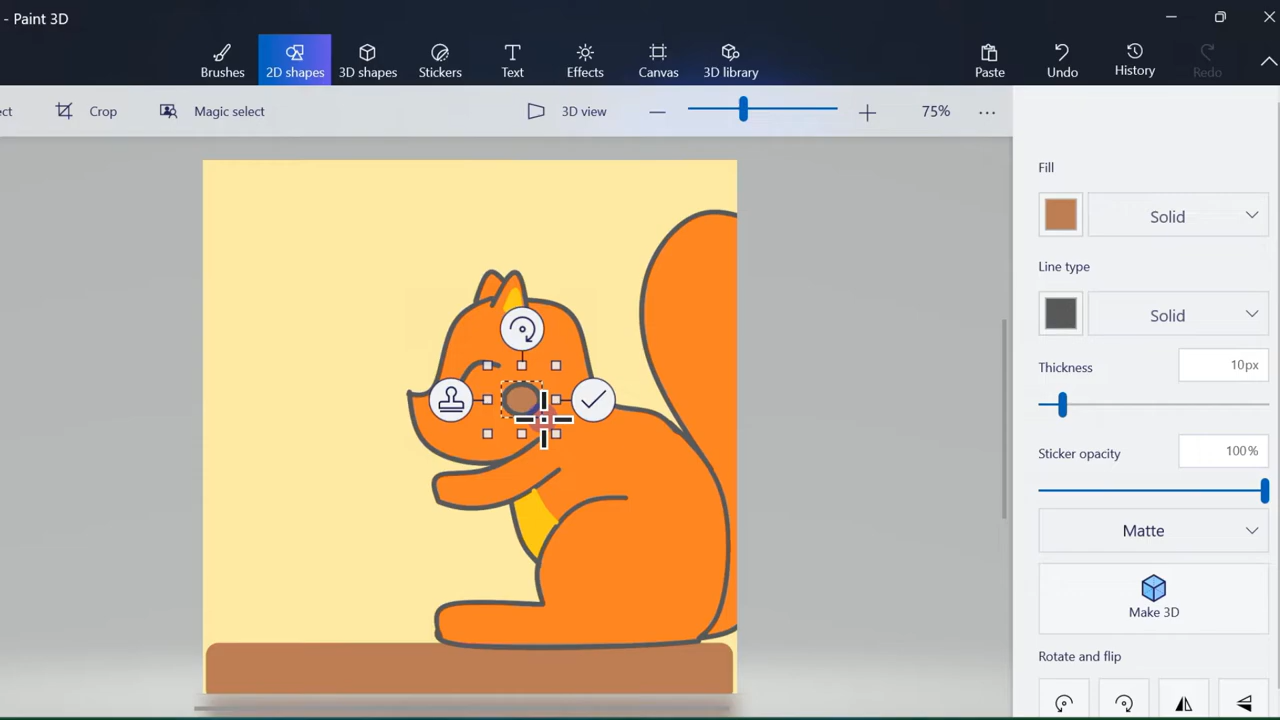 - Paint 3D
Brushes
2D shapes
3D shapes
Stickers
Text
Effects
Canvas
3D library
Paste
Undo
History
Redo
ect
Crop
Magic select
3D view
75%
Fill
Solid
Line type
Solid
Thickness
10px
Sticker opacity
100%
Matte
Make 3D
Rotate and flip